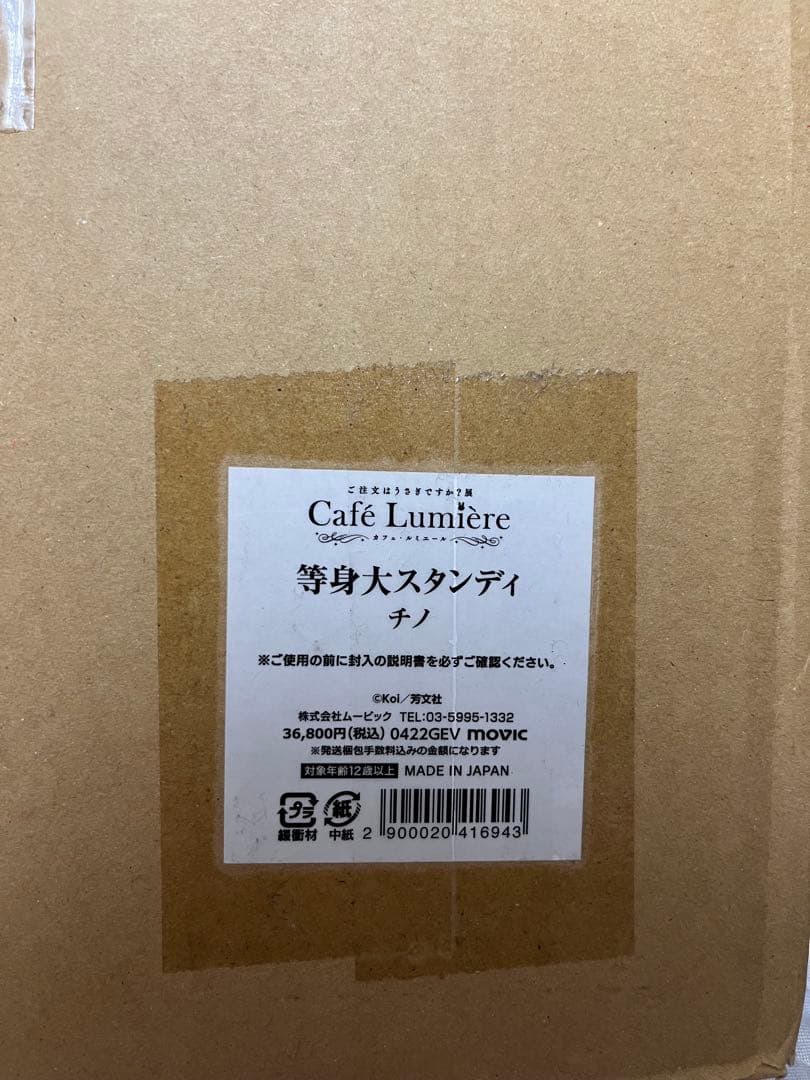 ご注文はうさぎですか?展
Café Lumière
カフェ・ルミエール
等身大スタンディ
チノ
※ご使用の前に封入の説明書を必ずご確認ください。
©Koi/芳文社
株式会社ムービック TEL:03-5995-1332
36,800円(税込) 0422GEV movic
※発送梱包手数料込みの金額になります
対象年齢12歳以上 MADE IN JAPAN
プラ 紙
緩衝材 中紙 2 900020 416943